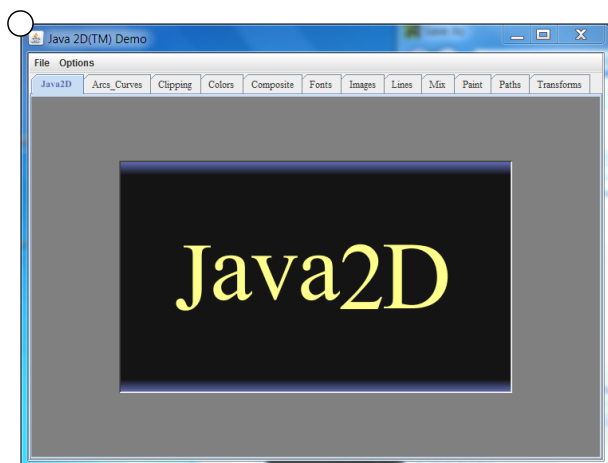 Java 2D(TM) Demo
File Options
Java2D Arcs_Curves Clipping Colors Composite Fonts Images Lines Mix Paint Paths Transforms
Java2D